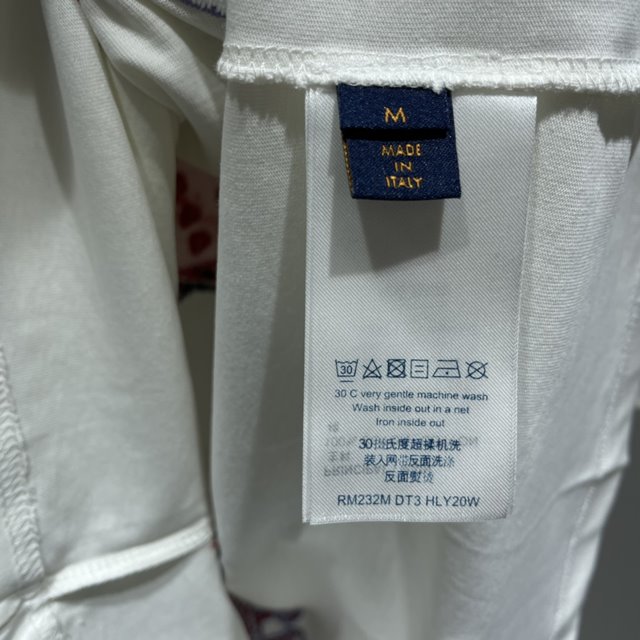 M
MADE
IN
ITALY
30
30 C very gentle machine wash
Wash inside out in a net
Iron inside out
30摄氏度超柔机洗
装入网带反面洗涤
反面熨烫
RM232M DT3 HLY20W